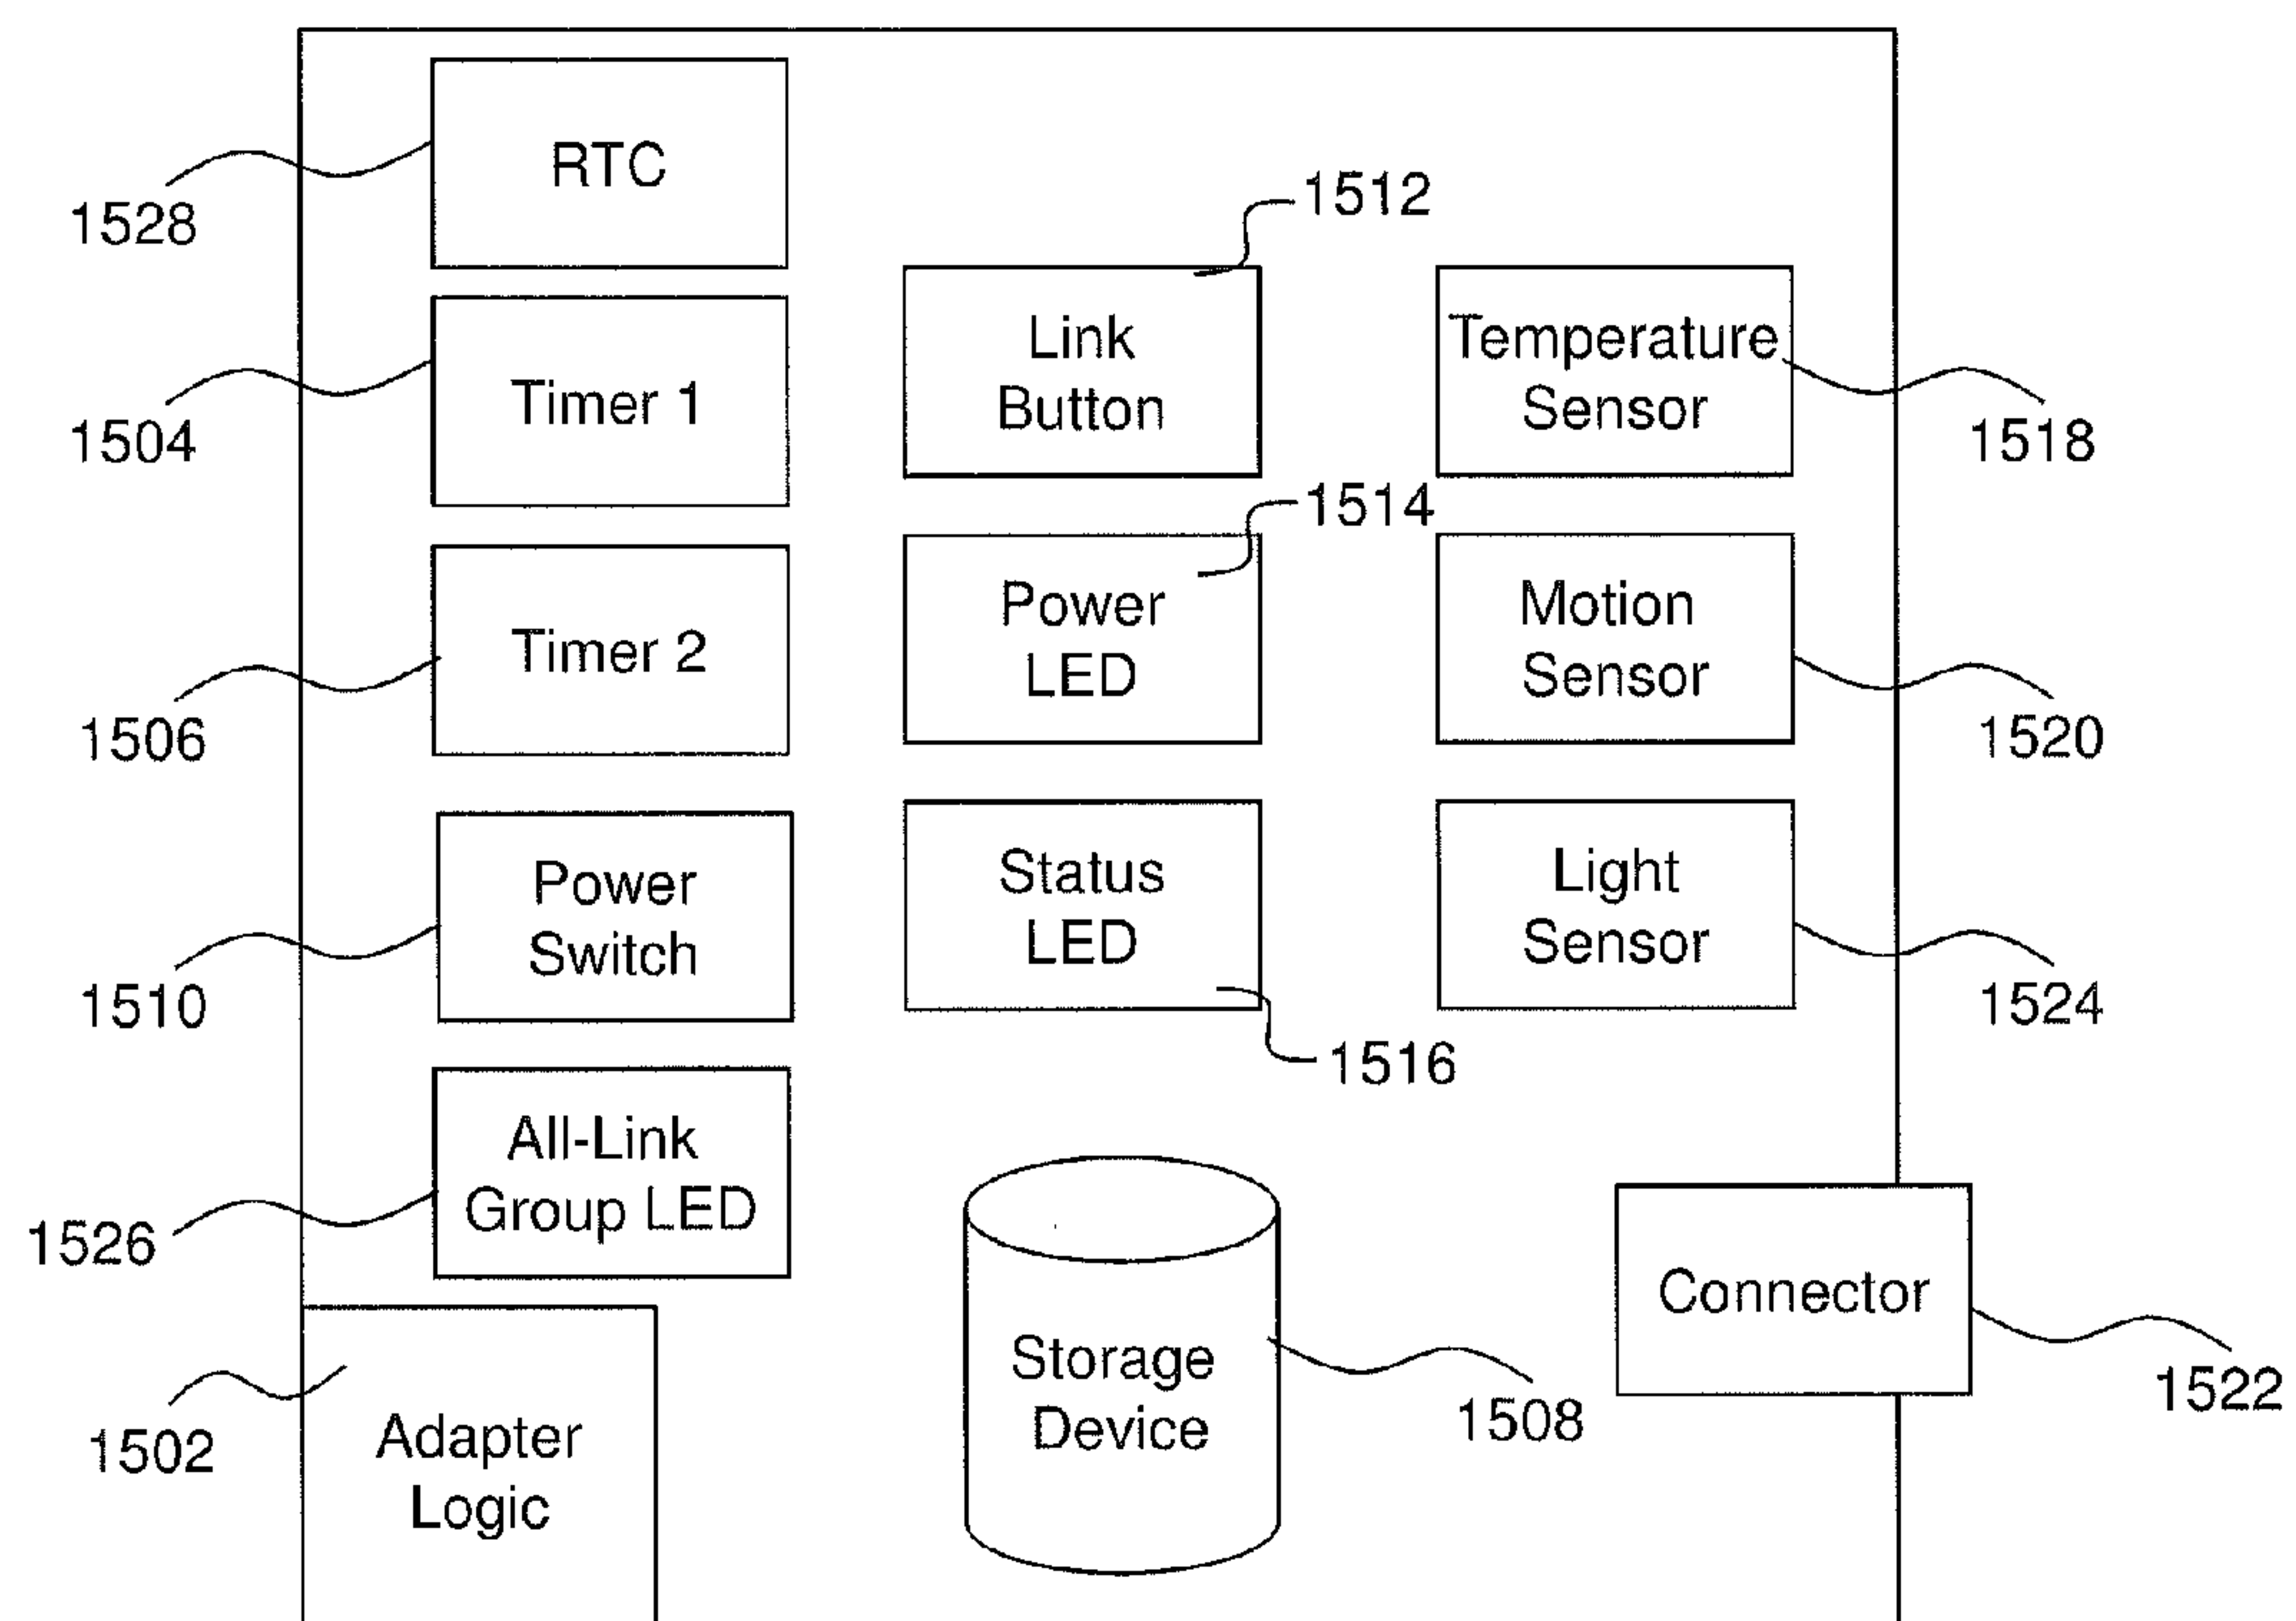 RTC
1528
1512
Link
Button
Temperature
Sensor
Timer 1
1504
1518
1514
Power
LED
Motion
Sensor
Timer 2
1506
1520
Power
Switch
Status
LED
Light
Sensor
1510
1524
1516
All-Link
Group LED
1526
Connector
Storage
Device
1508
1522
1502
Adapter
Logic